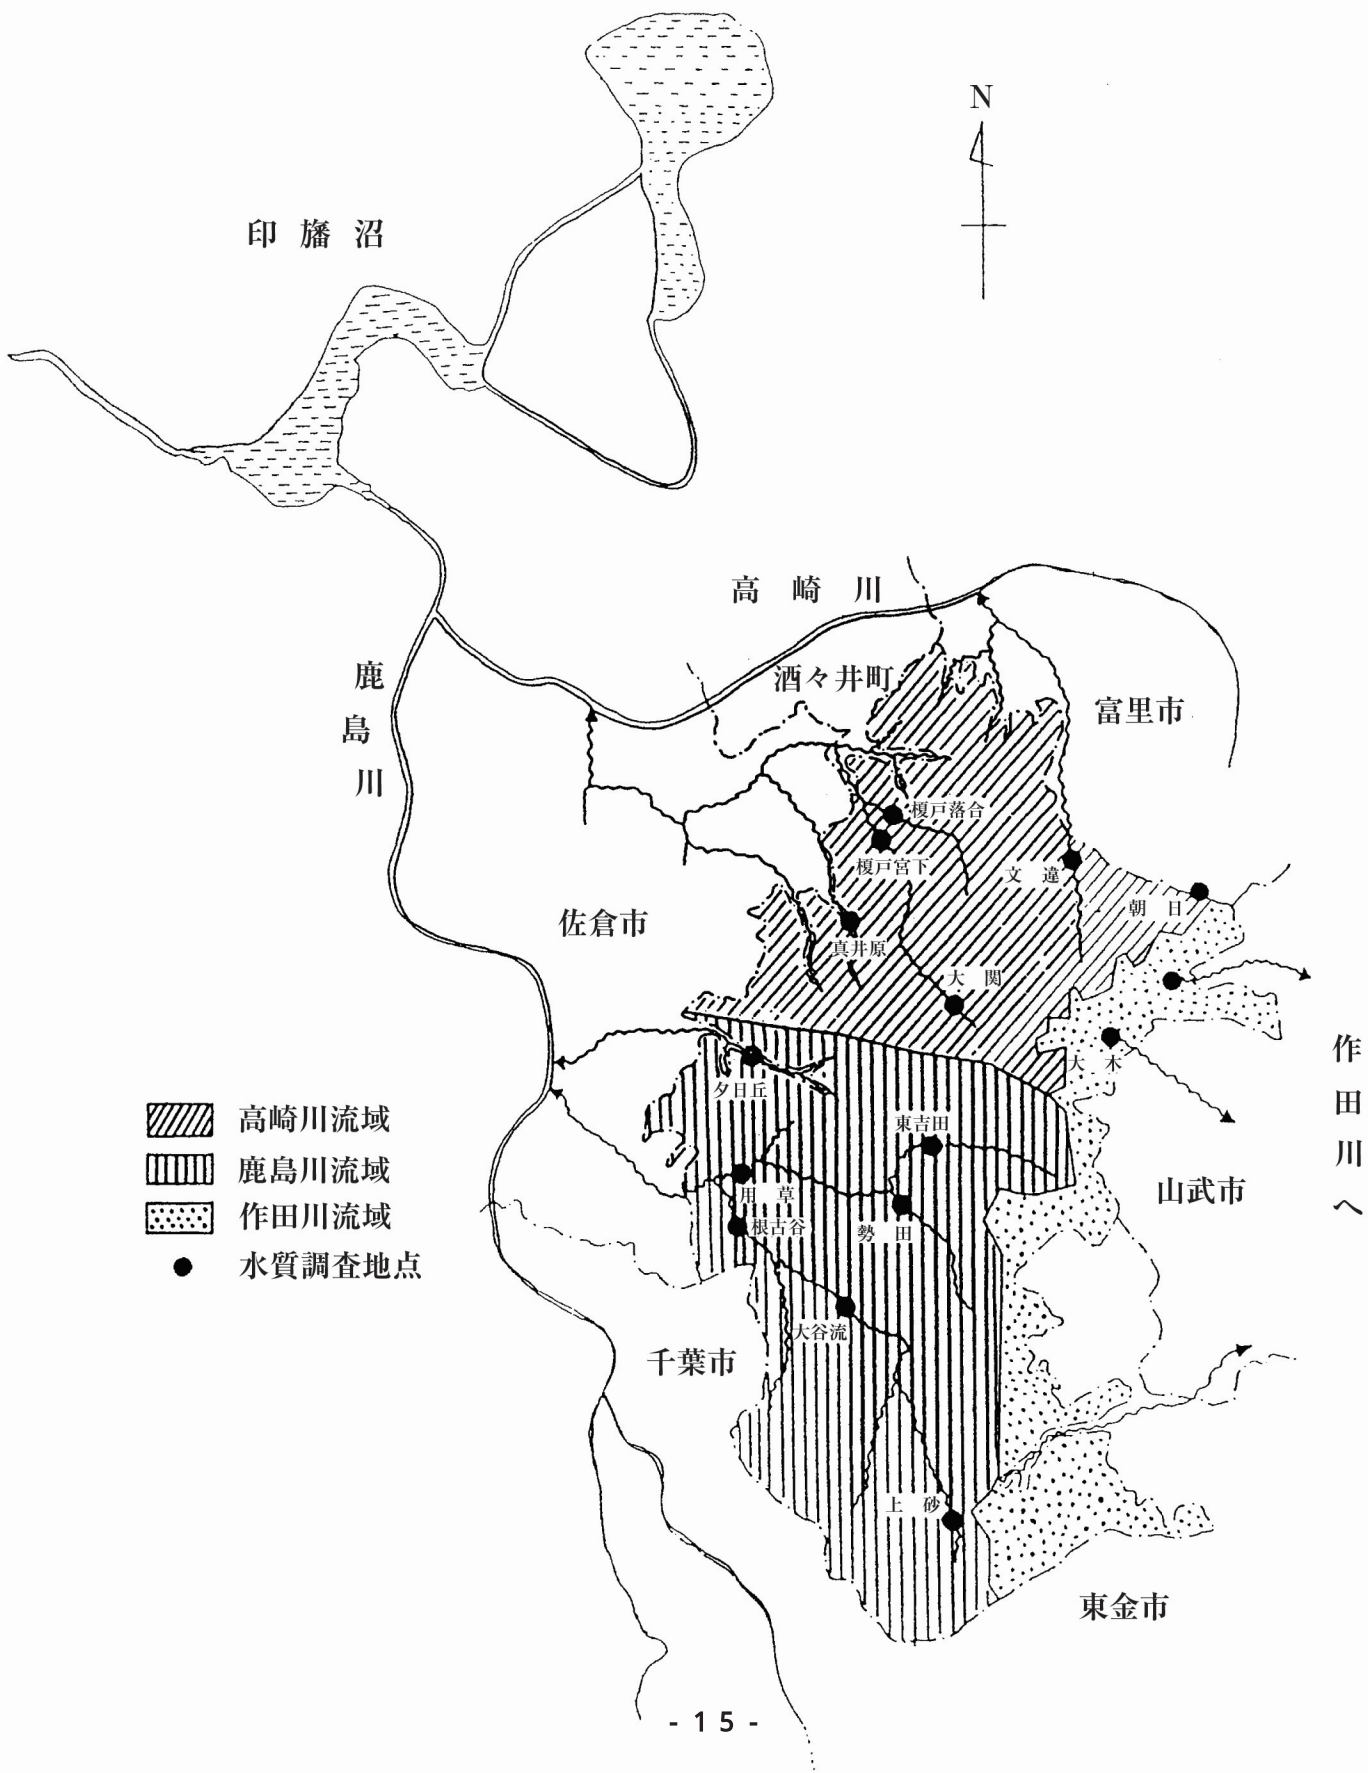 N
印旛沼
高崎川
酒々井町
富里市
鹿島川
榎戸落合
榎戸宮下
文違
朝日
佐倉市
真井原
大関
作田川へ
大木
夕日丘
高崎川流域
東吉田
鹿島川流域
山武市
用草
作田川流域
根古谷
勢田
水質調査地点
大谷流
千葉市
上砂
東金市
- 15 -